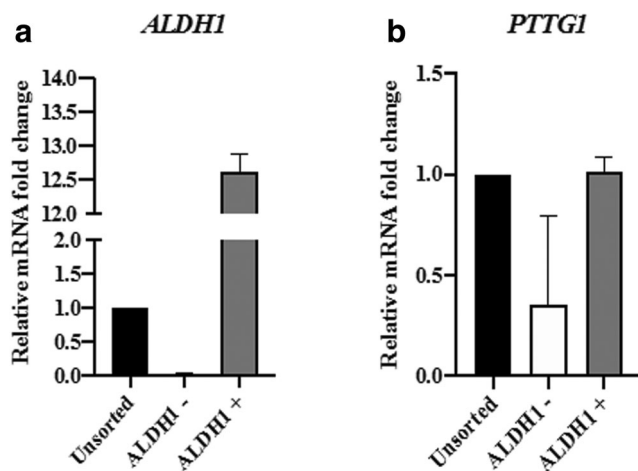 a
ALDH1
Relative mRNA fold change
14.0
13.5
13.0
12.5
12.0
2.0
1.5
1.0
0.5
0.0
Unsorted
ALDH1 -
ALDH1 +
b
PTTG1
Relative mRNA fold change
1.5
1.0
0.5
0.0
Unsorted
ALDH1 -
ALDH1 +